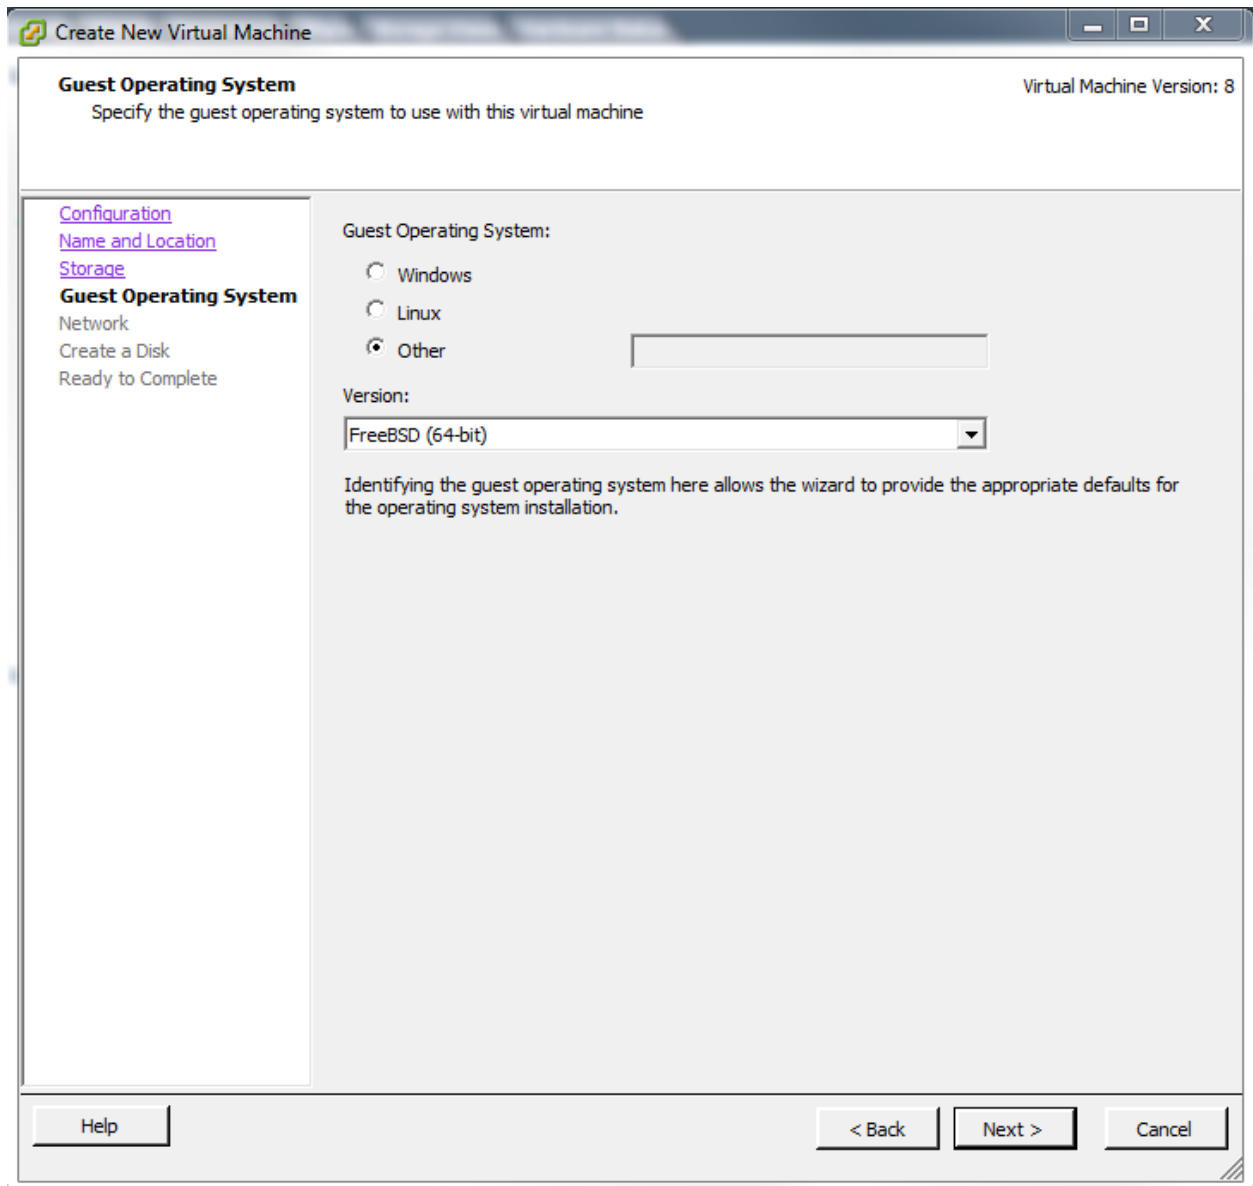 Create New Virtual Machine
Guest Operating System
Virtual Machine Version: 8
Specify the guest operating system to use with this virtual machine
Configuration
Name and Location
Storage
Guest Operating System
Network
Create a Disk
Ready to Complete
Guest Operating System:
Windows
Linux
Other
Version:
FreeBSD (64-bit)
Identifying the guest operating system here allows the wizard to provide the appropriate defaults for
the operating system installation.
Help
< Back
Next >
Cancel